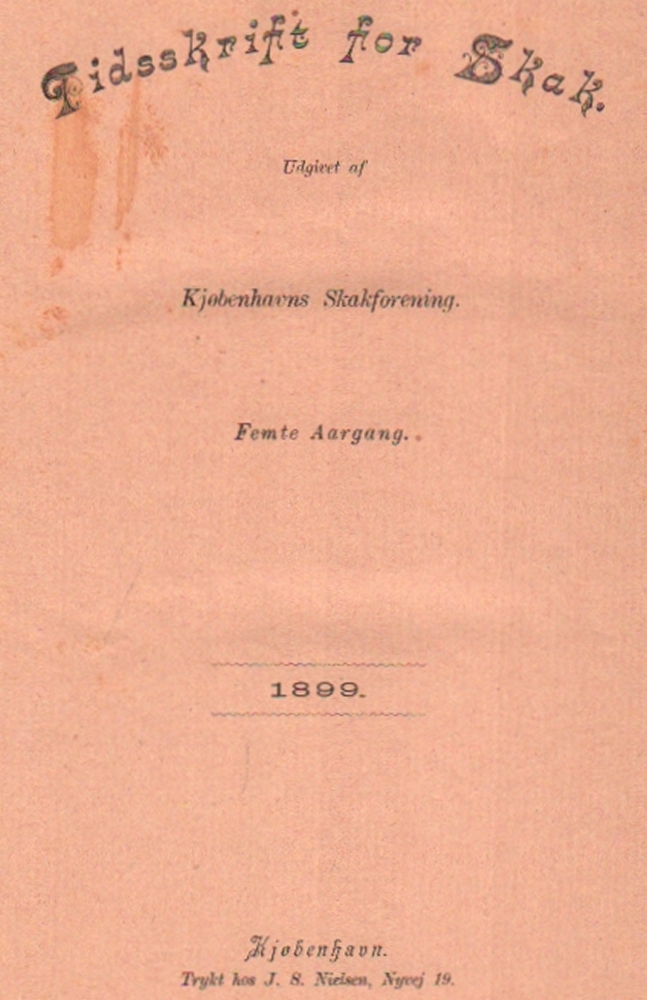 Tidsskrift for Skak.
Udgivet af
Kjøbenhavns Skakforening.
Femte Aargang.
1899.
Kjøbenhavn.
Trykt hos J. S. Nielsen, Nyvej 19.